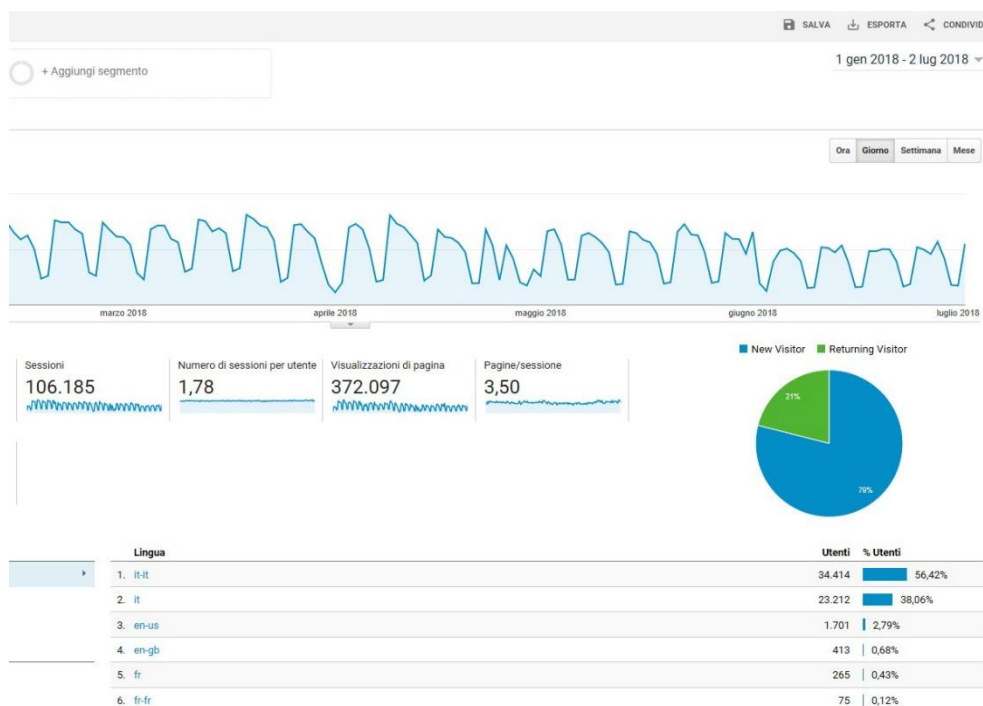 SALVA ESPORTA
+ Aggiungi segmento
1 gen 2018 - 2 lug 2018
Ora Giorno Settimana Mese
marzo 2018 aprile 2018 maggio 2018 giugno 2018 luglio 2018
New Visitor Returning Visitor
Sessioni Numero di sessioni per utente Visualizzazioni di pagina Pagine/sessione
106.185 1,78 372.097 3,50
21%
79%
Lingua Utenti % Utenti
1. it-it 34.414 56,42%
2. it 23.212 38,06%
3. en-us 1.701 2,79%
4. en-gb 413 0,68%
5. fr 265 0,43%
6. fr-fr 75 0,12%